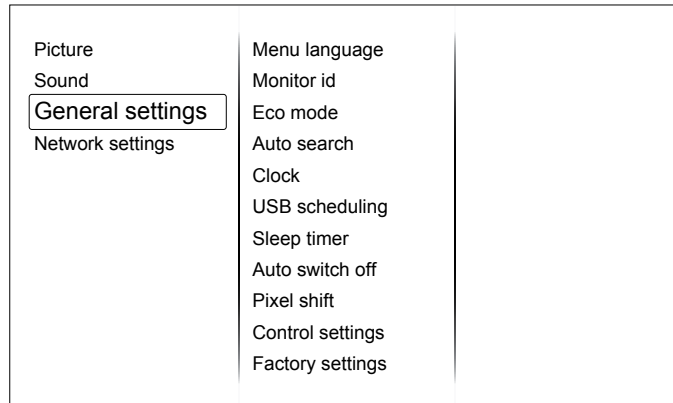 Picture
Sound
General settings
Network settings
Menu language
Monitor id
Eco mode
Auto search
Clock
USB scheduling
Sleep timer
Auto switch off
Pixel shift
Control settings
Factory settings